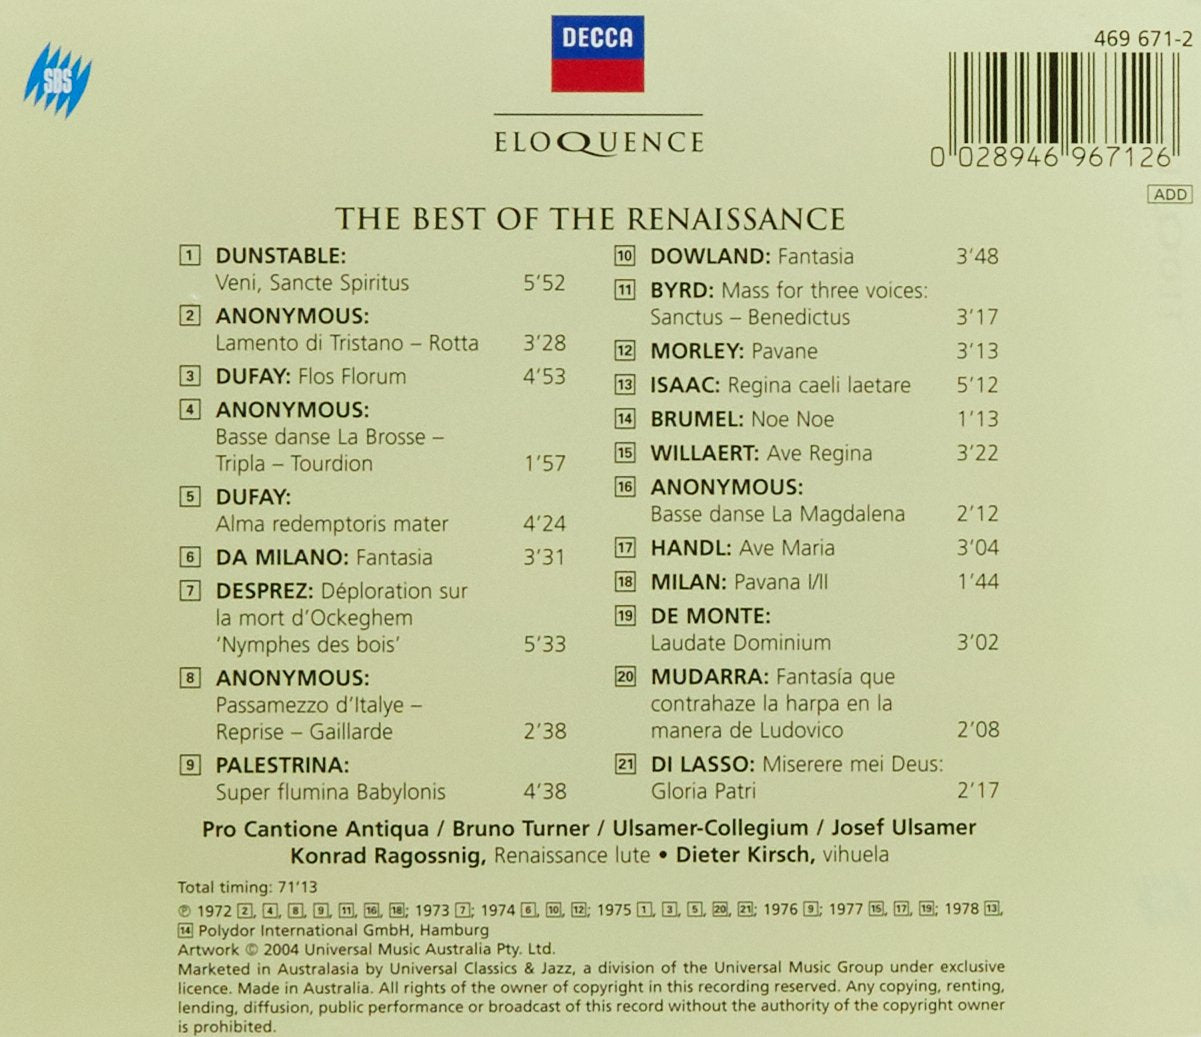 SBS
DECCA
ELOQUENCE
469 671-2
0 028946 967126
ADD
THE BEST OF THE RENAISSANCE
1 DUNSTABLE:
Veni, Sancte Spiritus 5'52
2 ANONYMOUS:
Lamento di Tristano – Rotta 3'28
3 DUFAY: Flos Florum 4'53
4 ANONYMOUS:
Basse danse La Brosse –
Tripla – Tourdion 1'57
5 DUFAY:
Alma redemptoris mater 4'24
6 DA MILANO: Fantasia 3'31
7 DESPREZ: Déploration sur
la mort d'Ockeghem
'Nymphes des bois' 5'33
8 ANONYMOUS:
Passamezzo d'Italye –
Reprise – Gaillarde 2'38
9 PALESTRINA:
Super flumina Babylonis 4'38
10 DOWLAND: Fantasia 3'48
11 BYRD: Mass for three voices:
Sanctus – Benedictus 3'17
12 MORLEY: Pavane 3'13
13 ISAAC: Regina caeli laetare 5'12
14 BRUMEL: Noe Noe 1'13
15 WILLAERT: Ave Regina 3'22
16 ANONYMOUS:
Basse danse La Magdalena 2'12
17 HANDL: Ave Maria 3'04
18 MILAN: Pavana I/II 1'44
19 DE MONTE:
Laudate Dominium 3'02
20 MUDARRA: Fantasía que
contrahaze la harpa en la
manera de Ludovico 2'08
21 DI LASSO: Miserere mei Deus:
Gloria Patri 2'17
Pro Cantione Antiqua / Bruno Turner / Ulsamer-Collegium / Josef Ulsamer
Konrad Ragossnig, Renaissance lute • Dieter Kirsch, vihuela
Total timing: 71'13
℗ 1972 2, 4, 8, 9, 11, 16, 18; 1973 7; 1974 6, 10, 12; 1975 1, 3, 5, 20, 21; 1976 9; 1977 15, 17, 19; 1978 13,
14 Polydor International GmbH, Hamburg
Artwork © 2004 Universal Music Australia Pty. Ltd.
Marketed in Australasia by Universal Classics & Jazz, a division of the Universal Music Group under exclusive
licence. Made in Australia. All rights of the owner of copyright in this recording reserved. Any copying, renting,
lending, diffusion, public performance or broadcast of this record without the authority of the copyright owner
is prohibited.